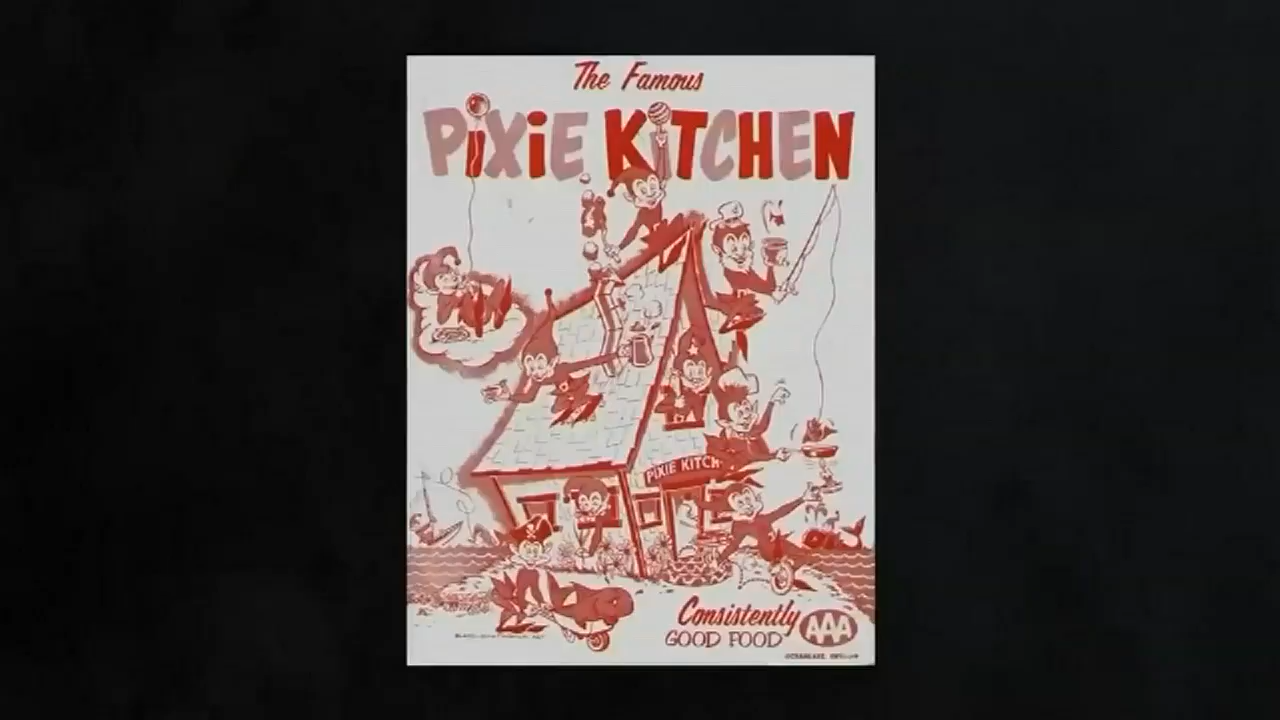 The Famous
PiXiE KiTCHEN
PIXIE KITCH
Consistently
GOOD FOOD
AAA